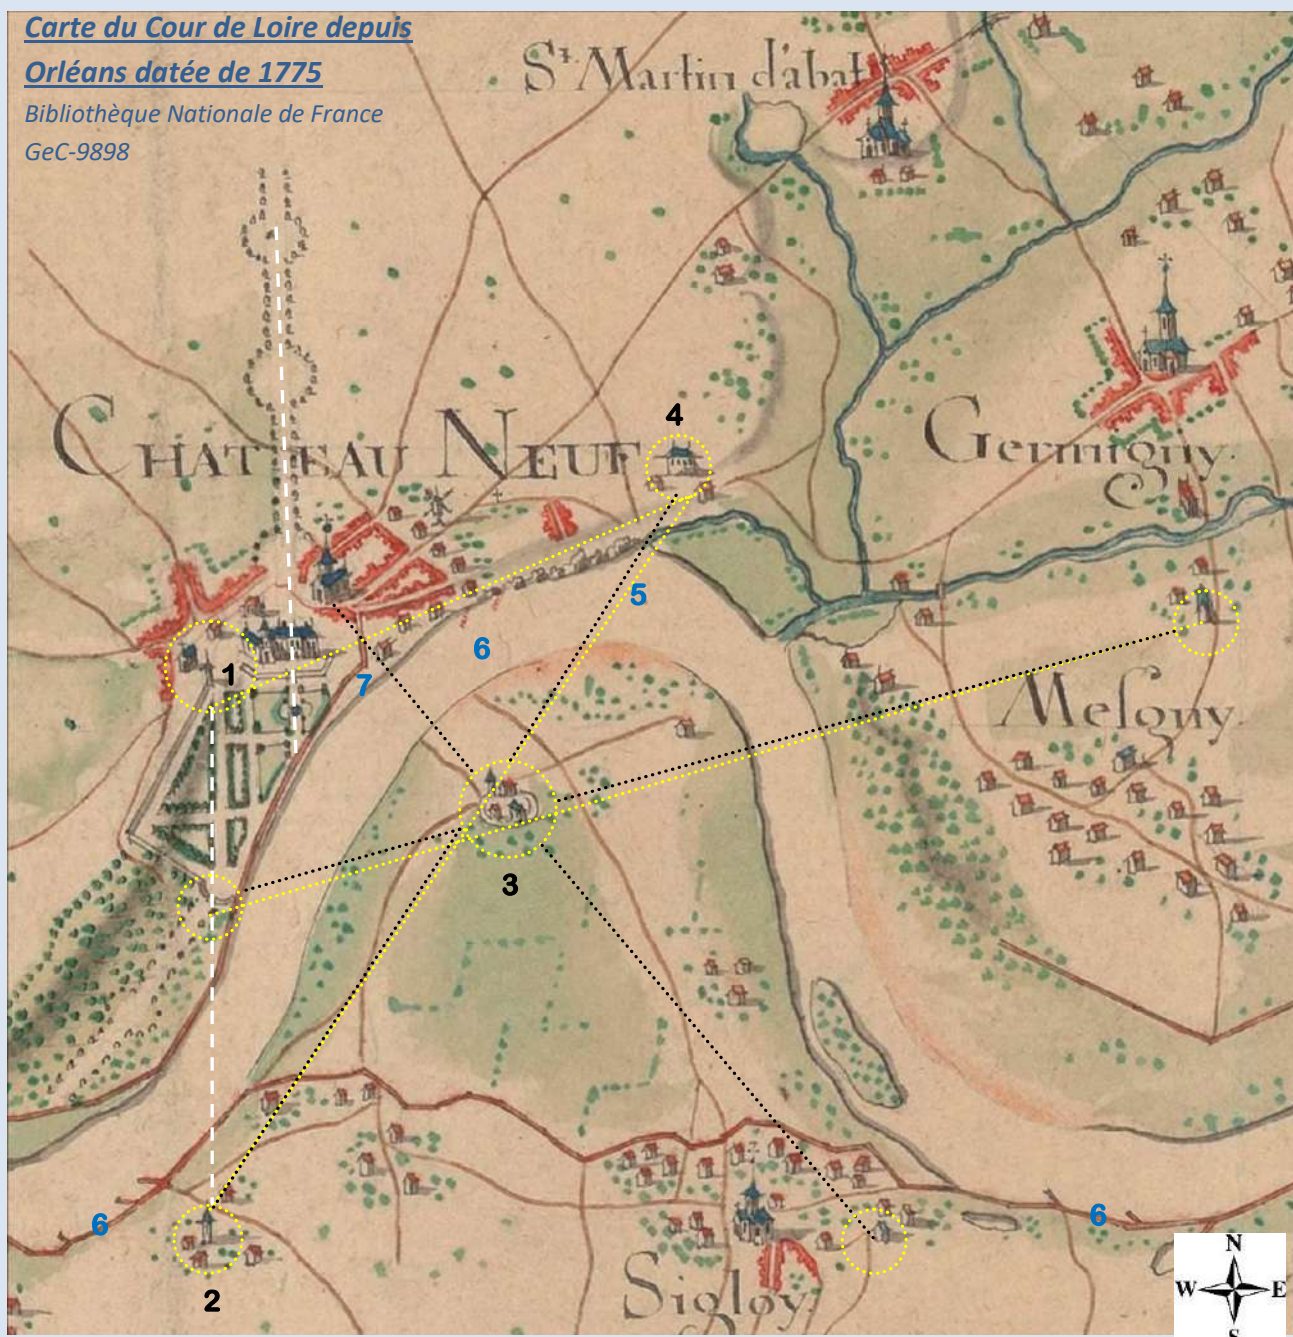 Carte du Cour de Loire depuis
Orléans datée de 1775
Bibliothèque Nationale de France
GeC-9898
St. Martin d'abat
CHATEAU NEUF
4
Germigny.
5
6
1
7
Mesgny.
3
6
6
2
Sigloy.
N
W E
S